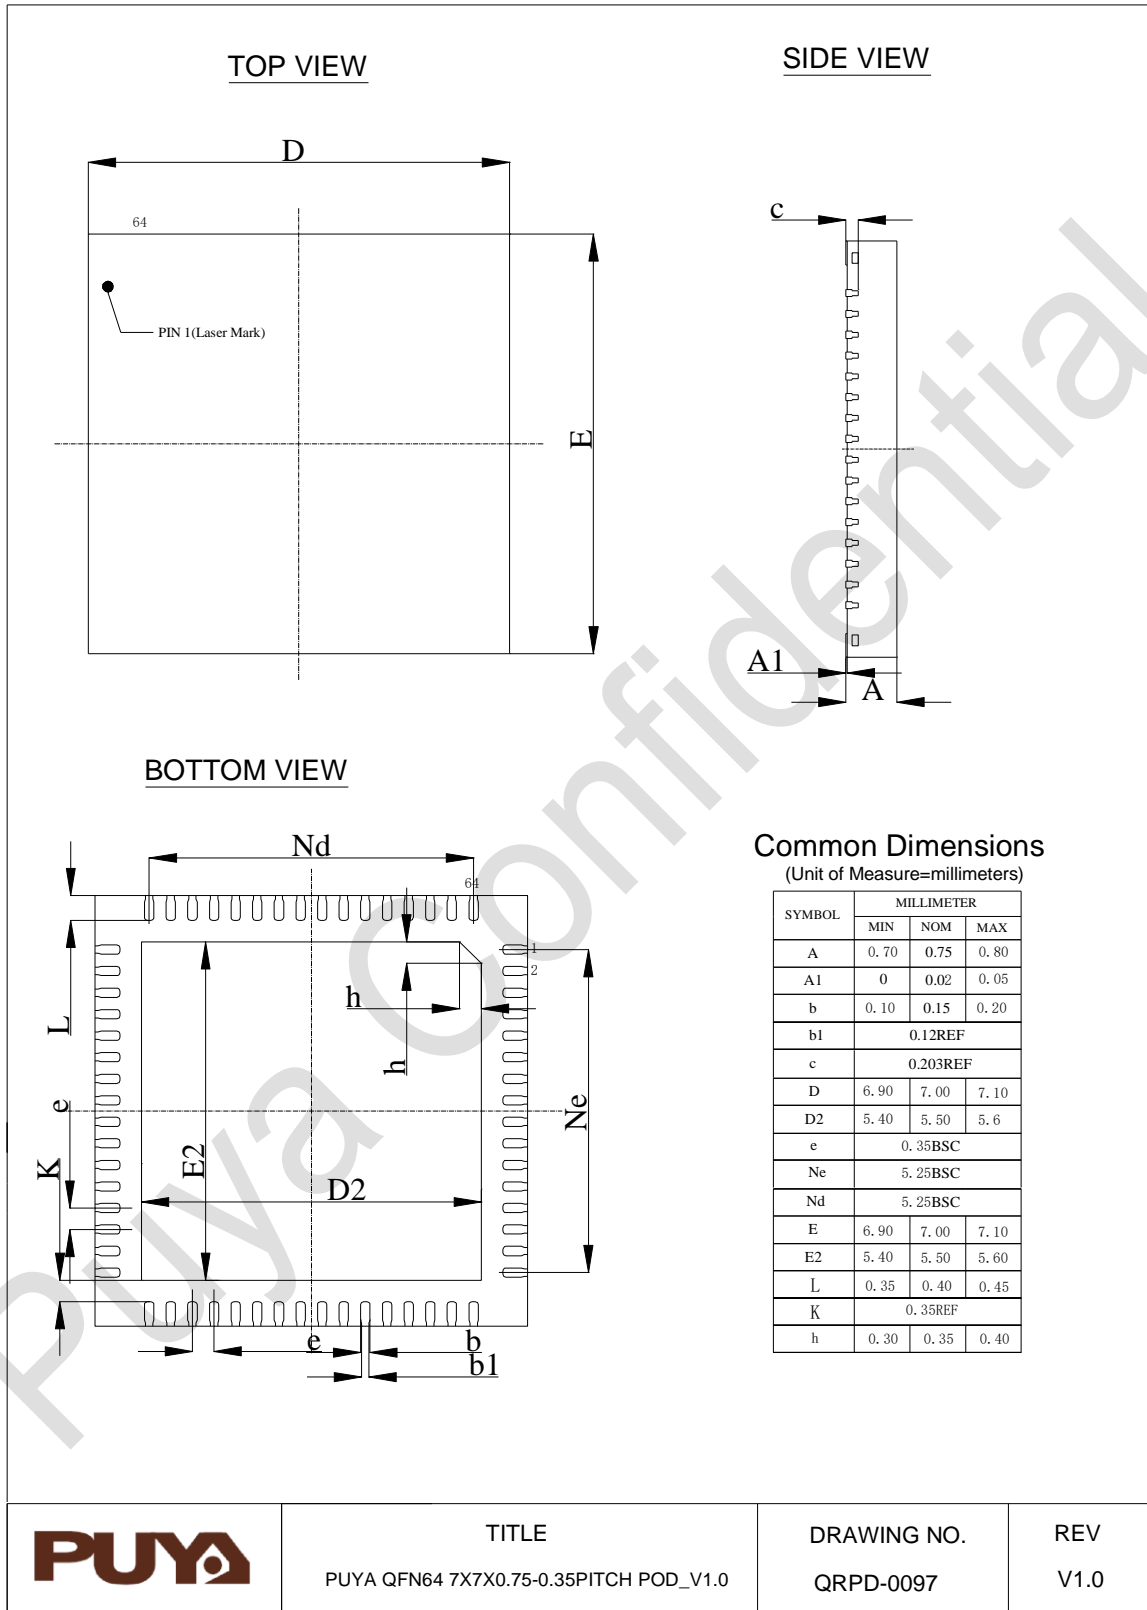 TOP VIEW
SIDE VIEW
D
64
PIN 1(Laser Mark)
E
c
A1
A
BOTTOM VIEW
Nd
64
1
2
L
h
h
e
Ne
K
E2
D2
e
b
b1
Common Dimensions
(Unit of Measure=millimeters)
SYMBOL MILLIMETER
MIN NOM MAX
A 0.70 0.75 0.80
A1 0 0.02 0.05
b 0.10 0.15 0.20
b1 0.12REF
c 0.203REF
D 6.90 7.00 7.10
D2 5.40 5.50 5.6
e 0.35BSC
Ne 5.25BSC
Nd 5.25BSC
E 6.90 7.00 7.10
E2 5.40 5.50 5.60
L 0.35 0.40 0.45
K 0.35REF
h 0.30 0.35 0.40
Puya Confidential
PUYA
TITLE
PUYA QFN64 7X7X0.75-0.35PITCH POD_V1.0
DRAWING NO.
QRPD-0097
REV
V1.0